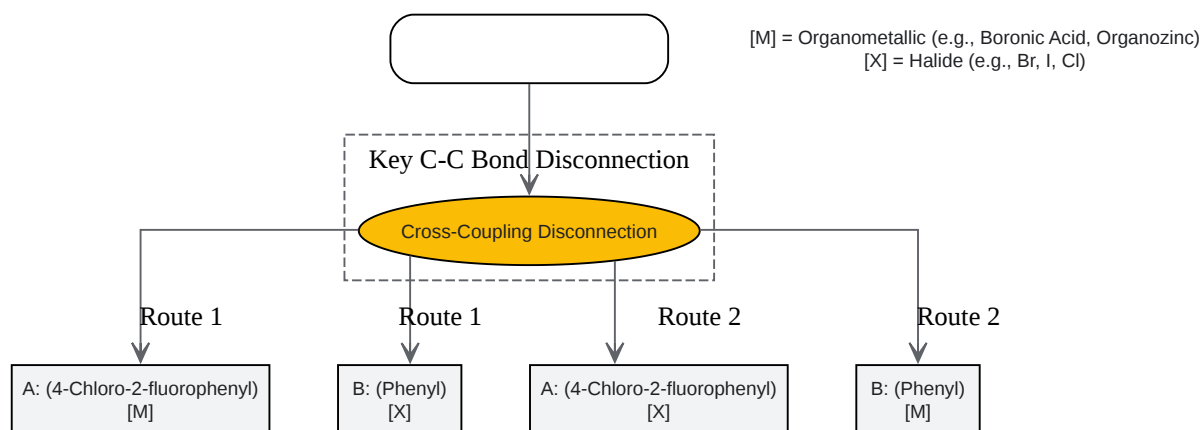 [M] = Organometallic (e.g., Boronic Acid, Organozinc)
[X] = Halide (e.g., Br, I, Cl)
Key C-C Bond Disconnection
Cross-Coupling Disconnection
Route 1
Route 1
Route 2
Route 2
A: (4-Chloro-2-fluorophenyl)
[M]
B: (Phenyl)
[X]
A: (4-Chloro-2-fluorophenyl)
[X]
B: (Phenyl)
[M]